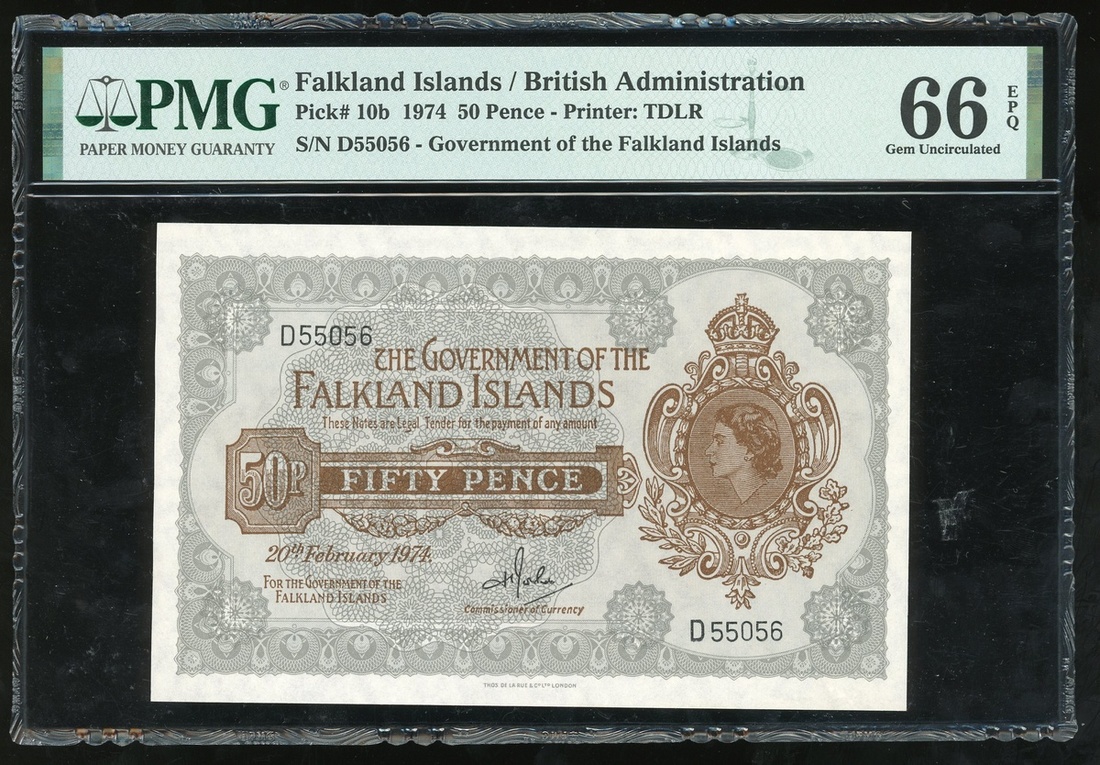 PMG®
PAPER MONEY GUARANTY
Falkland Islands / British Administration
Pick# 10b 1974 50 Pence - Printer: TDLR
S/N D55056 - Government of the Falkland Islands
66
EPQ
Gem Uncirculated
D55056
THE GOVERNMENT OF THE
FALKLAND ISLANDS
These Notes are Legal Tender for the payment of any amount
50P
FIFTY PENCE
20th February 1974.
FOR THE GOVERNMENT OF THE
FALKLAND ISLANDS
Commissioner of Currency
D55056
THOS. DE LA RUE & CO. LTD LONDON